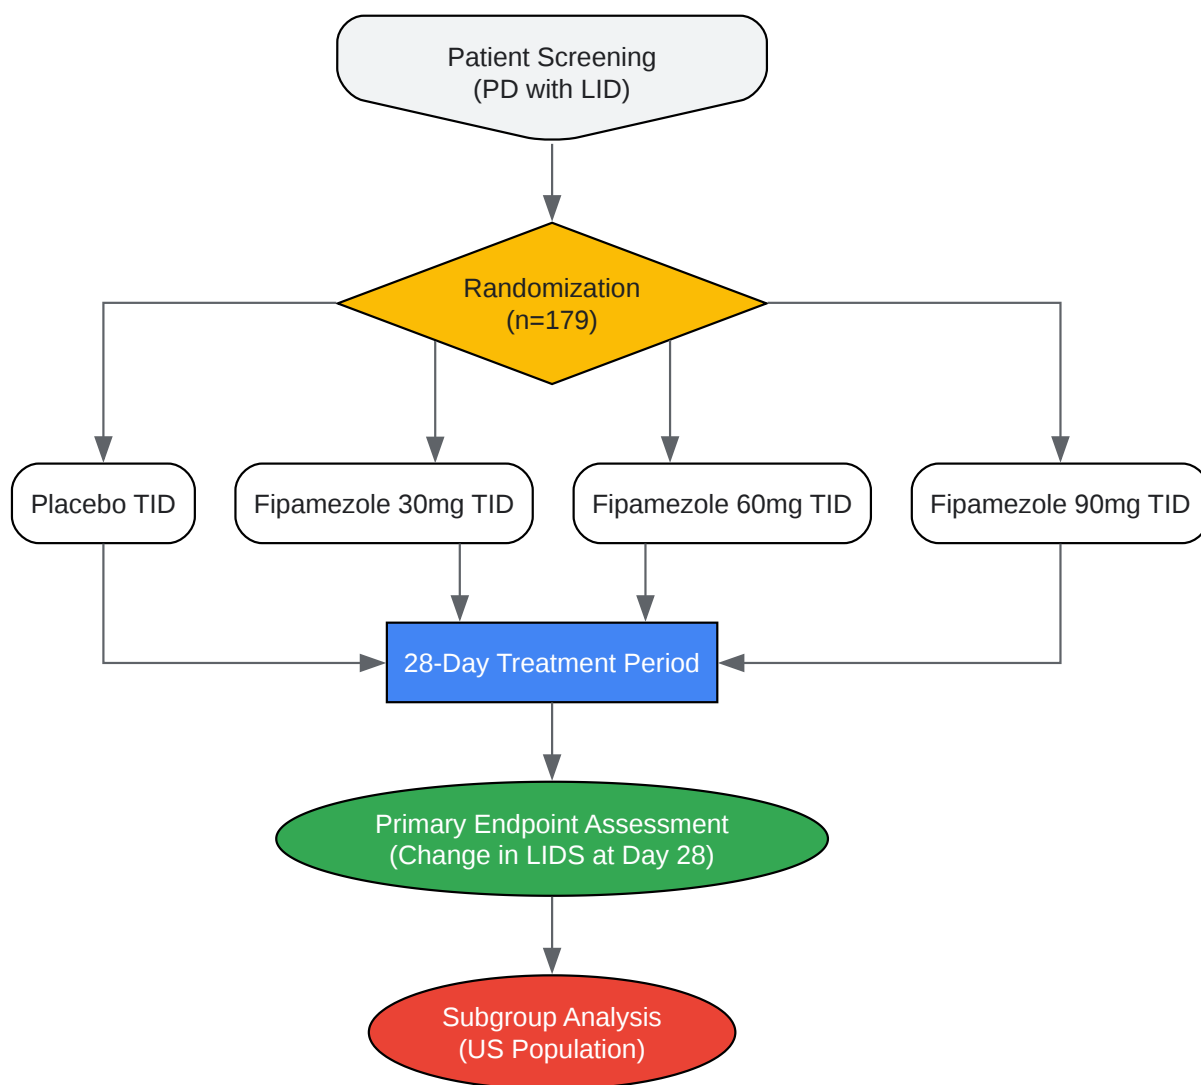 Patient Screening
(PD with LID)
Randomization
(n=179)
Placebo TID
Fipamezole 30mg TID
Fipamezole 60mg TID
Fipamezole 90mg TID
28-Day Treatment Period
Primary Endpoint Assessment
(Change in LIDS at Day 28)
Subgroup Analysis
(US Population)